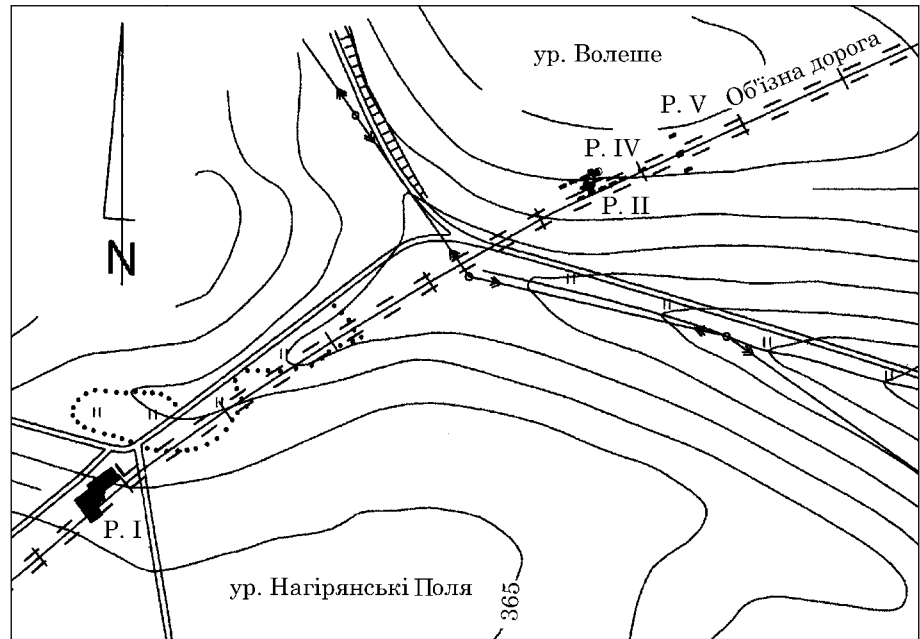 ур. Волеше
Об'їзна дорога
Р. V
Р. IV
Р. II
N
Р. I
ур. Нагірянські Поля
365